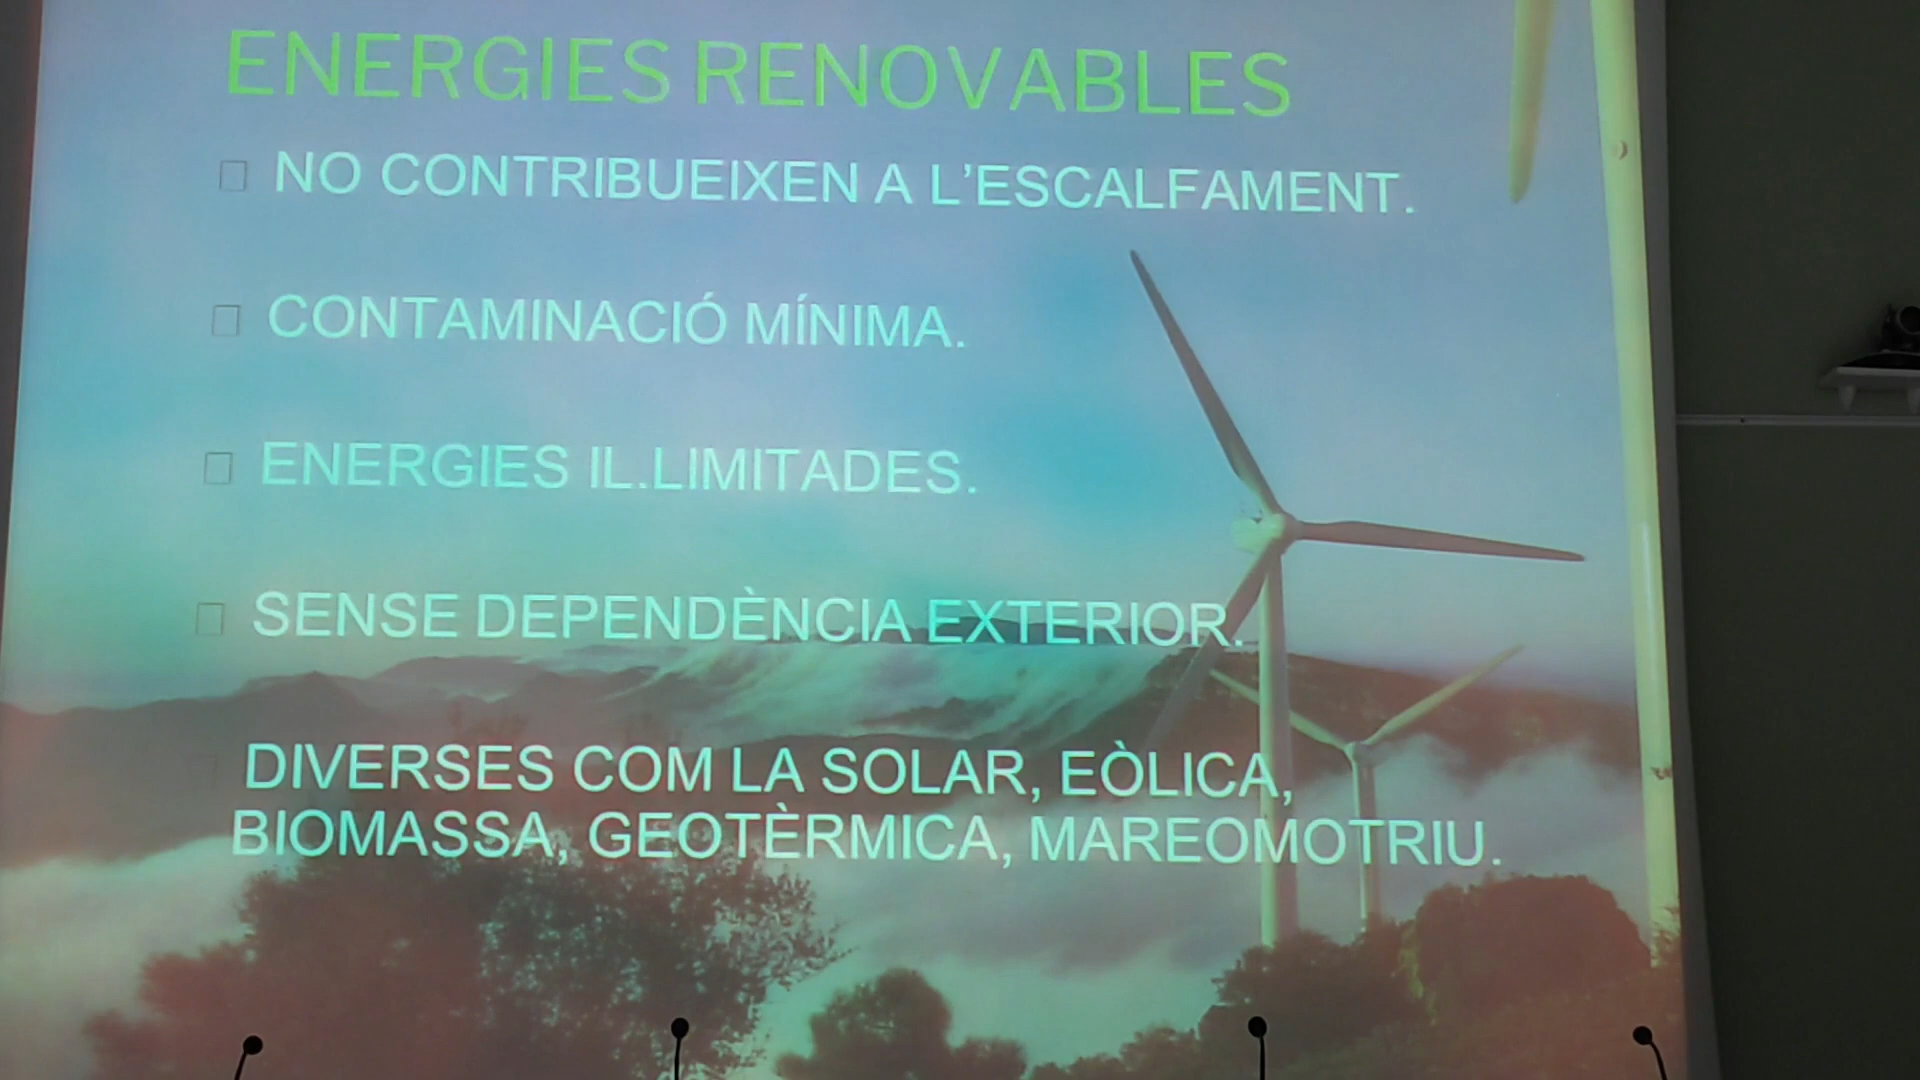 ENERGIES RENOVABLES
NO CONTRIBUEIXEN A L'ESCALFAMENT.
CONTAMINACIÓ MÍNIMA.
ENERGIES IL.LIMITADES.
SENSE DEPENDÈNCIA EXTERIOR.
DIVERSES COM LA SOLAR, EÒLICA,
BIOMASSA, GEOTÈRMICA, MAREOMOTRIU.